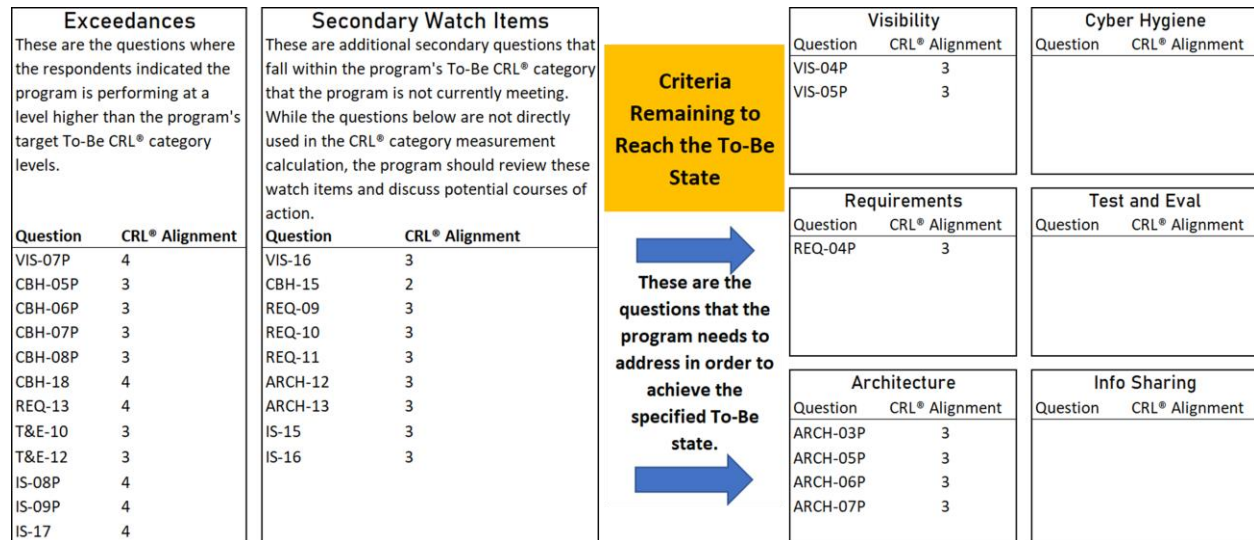 Exceedances
These are the questions where
the respondents indicated the
program is performing at a
level higher than the program's
target To-Be CRL® category
levels.
Question CRL® Alignment
VIS-07P 4
CBH-05P 3
CBH-06P 3
CBH-07P 3
CBH-08P 3
CBH-18 4
REQ-13 4
T&E-10 3
T&E-12 3
IS-08P 4
IS-09P 4
IS-17 4
Secondary Watch Items
These are additional secondary questions that
fall within the program's To-Be CRL® category
that the program is not currently meeting.
While the questions below are not directly
used in the CRL® category measurement
calculation, the program should review these
watch items and discuss potential courses of
action.
Question CRL® Alignment
VIS-16 3
CBH-15 2
REQ-09 3
REQ-10 3
REQ-11 3
ARCH-12 3
ARCH-13 3
IS-15 3
IS-16 3
Criteria
Remaining to
Reach the To-Be
State
These are the
questions that the
program needs to
address in order to
achieve the
specified To-Be
state.
Visibility
Question CRL® Alignment
VIS-04P 3
VIS-05P 3
Cyber Hygiene
Question CRL® Alignment
Requirements
Question CRL® Alignment
REQ-04P 3
Test and Eval
Question CRL® Alignment
Architecture
Question CRL® Alignment
ARCH-03P 3
ARCH-05P 3
ARCH-06P 3
ARCH-07P 3
Info Sharing
Question CRL® Alignment